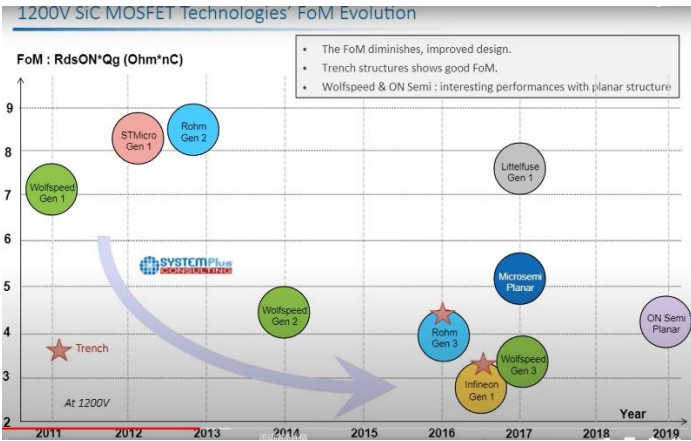 1200V SiC MOSFET Technologies' FoM Evolution
• The FoM diminishes, improved design.
• Trench structures shows good FoM.
• Wolfspeed & ON Semi : interesting performances with planar structure
FoM : RdsON*Qg (Ohm*nC)
9
8
7
6
5
4
3
2
Wolfspeed
Gen 1
STMicro
Gen 1
Rohm
Gen 2
Littelfuse
Gen 1
SYSTEMPlus
CONSULTING
Microsemi
Planar
Wolfspeed
Gen 2
Rohm
Gen 3
ON Semi
Planar
Trench
Infineon
Gen 1
Wolfspeed
Gen 3
At 1200V
Year
2011
2012
2013
2014
2015
2016
2017
2018
2019